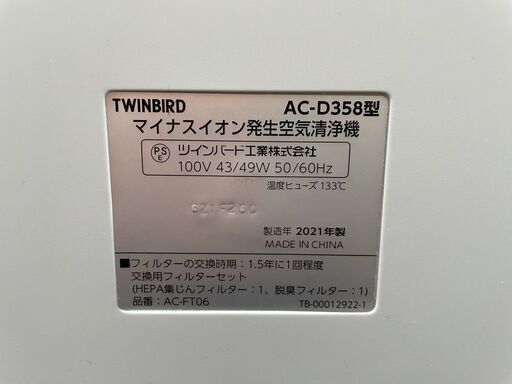 TWINBIRD AC-D358型
マイナスイオン発生空気清浄機
PS E ツインバード工業株式会社
100V 43/49W 50/60Hz
温度ヒューズ 133℃
製造年 2021年製
MADE IN CHINA
■フィルターの交換時期：1.5年に1回程度
交換用フィルターセット
(HEPA集じんフィルター：1、脱臭フィルター：1)
品番：AC-FT06 TB-00012922-1